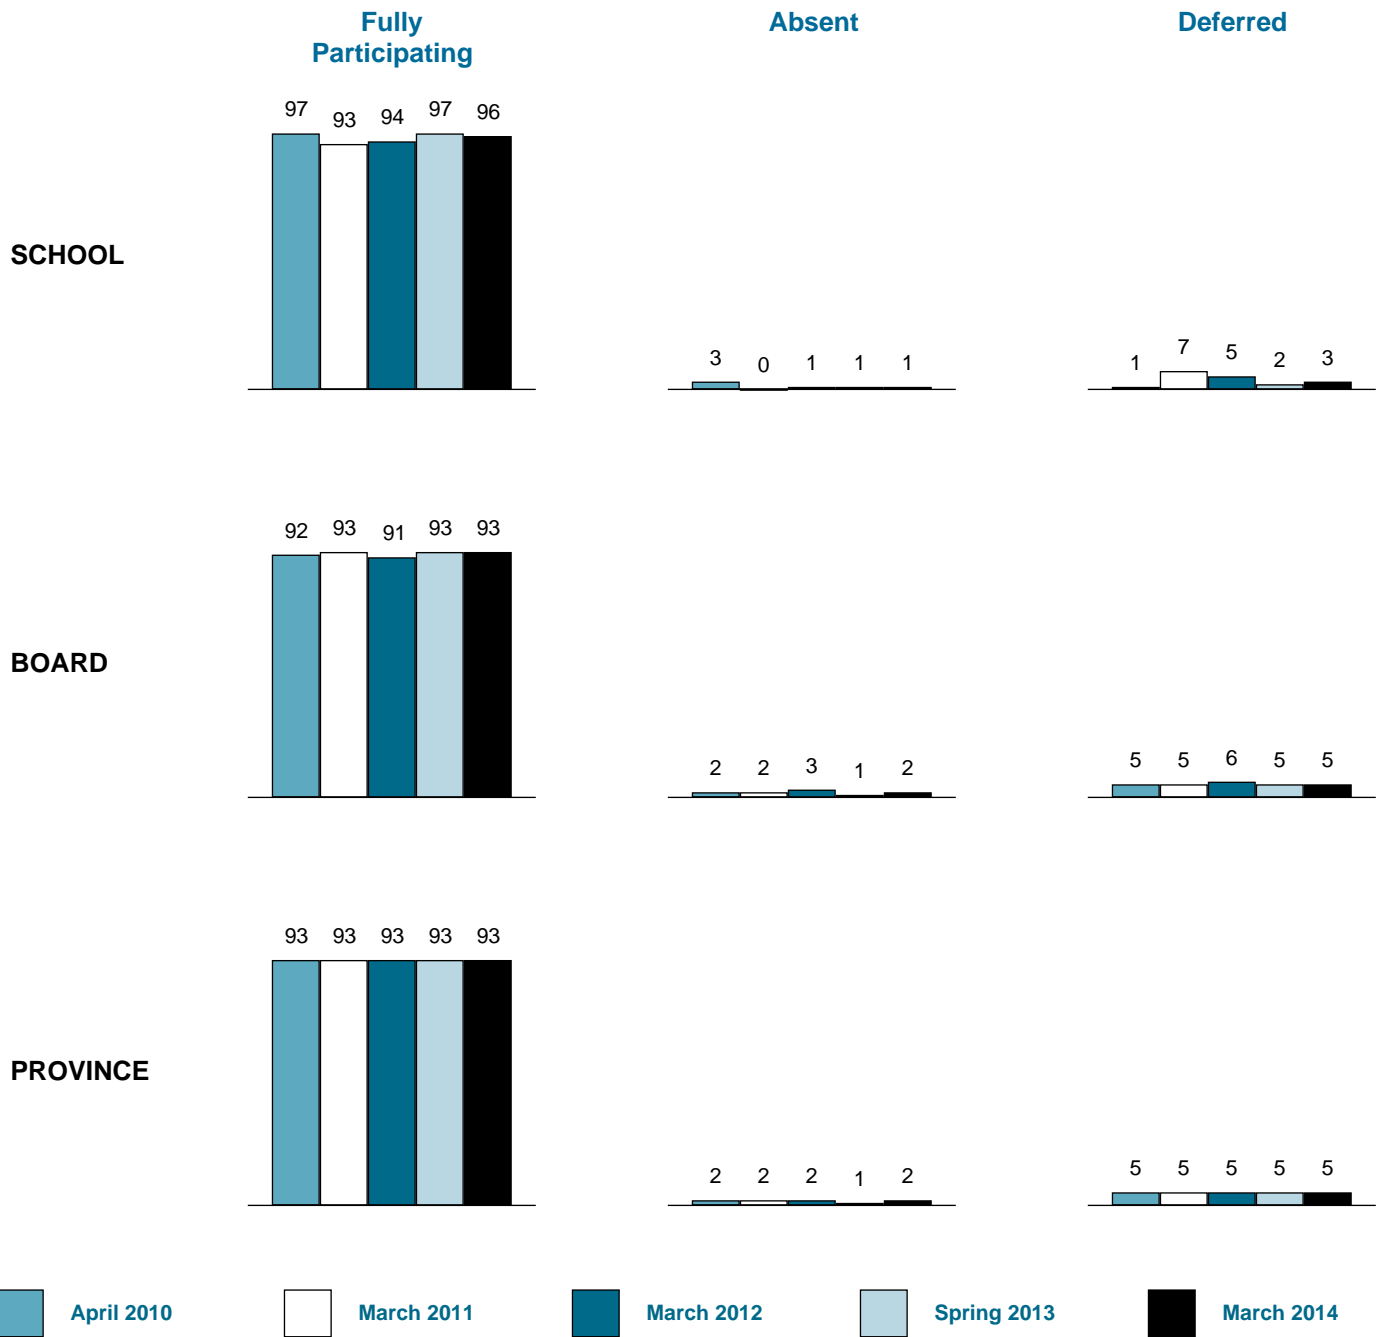 Fully
Participating
Absent
Deferred
97 93 94 97 96
SCHOOL
3 0 1 1 1
1 7 5 2 3
92 93 91 93 93
BOARD
2 2 3 1 2
5 5 6 5 5
93 93 93 93 93
PROVINCE
2 2 2 1 2
5 5 5 5 5
April 2010 March 2011 March 2012 Spring 2013 March 2014